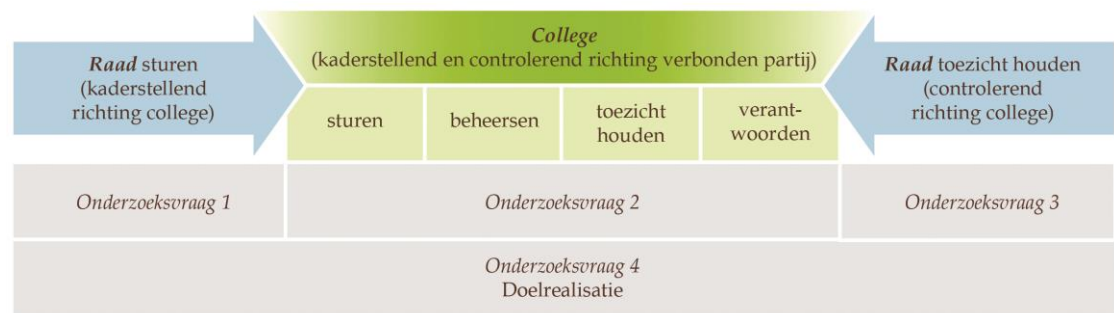 Raad sturen
(kaderstellend
richting college)
College
(kaderstellend en controlerend richting verbonden partij)
sturen
beheersen
toezicht
houden
verant-
woorden
Raad toezicht houden
(controlerend
richting college)
Onderzoeksvraag 1
Onderzoeksvraag 2
Onderzoeksvraag 3
Onderzoeksvraag 4
Doelrealisatie